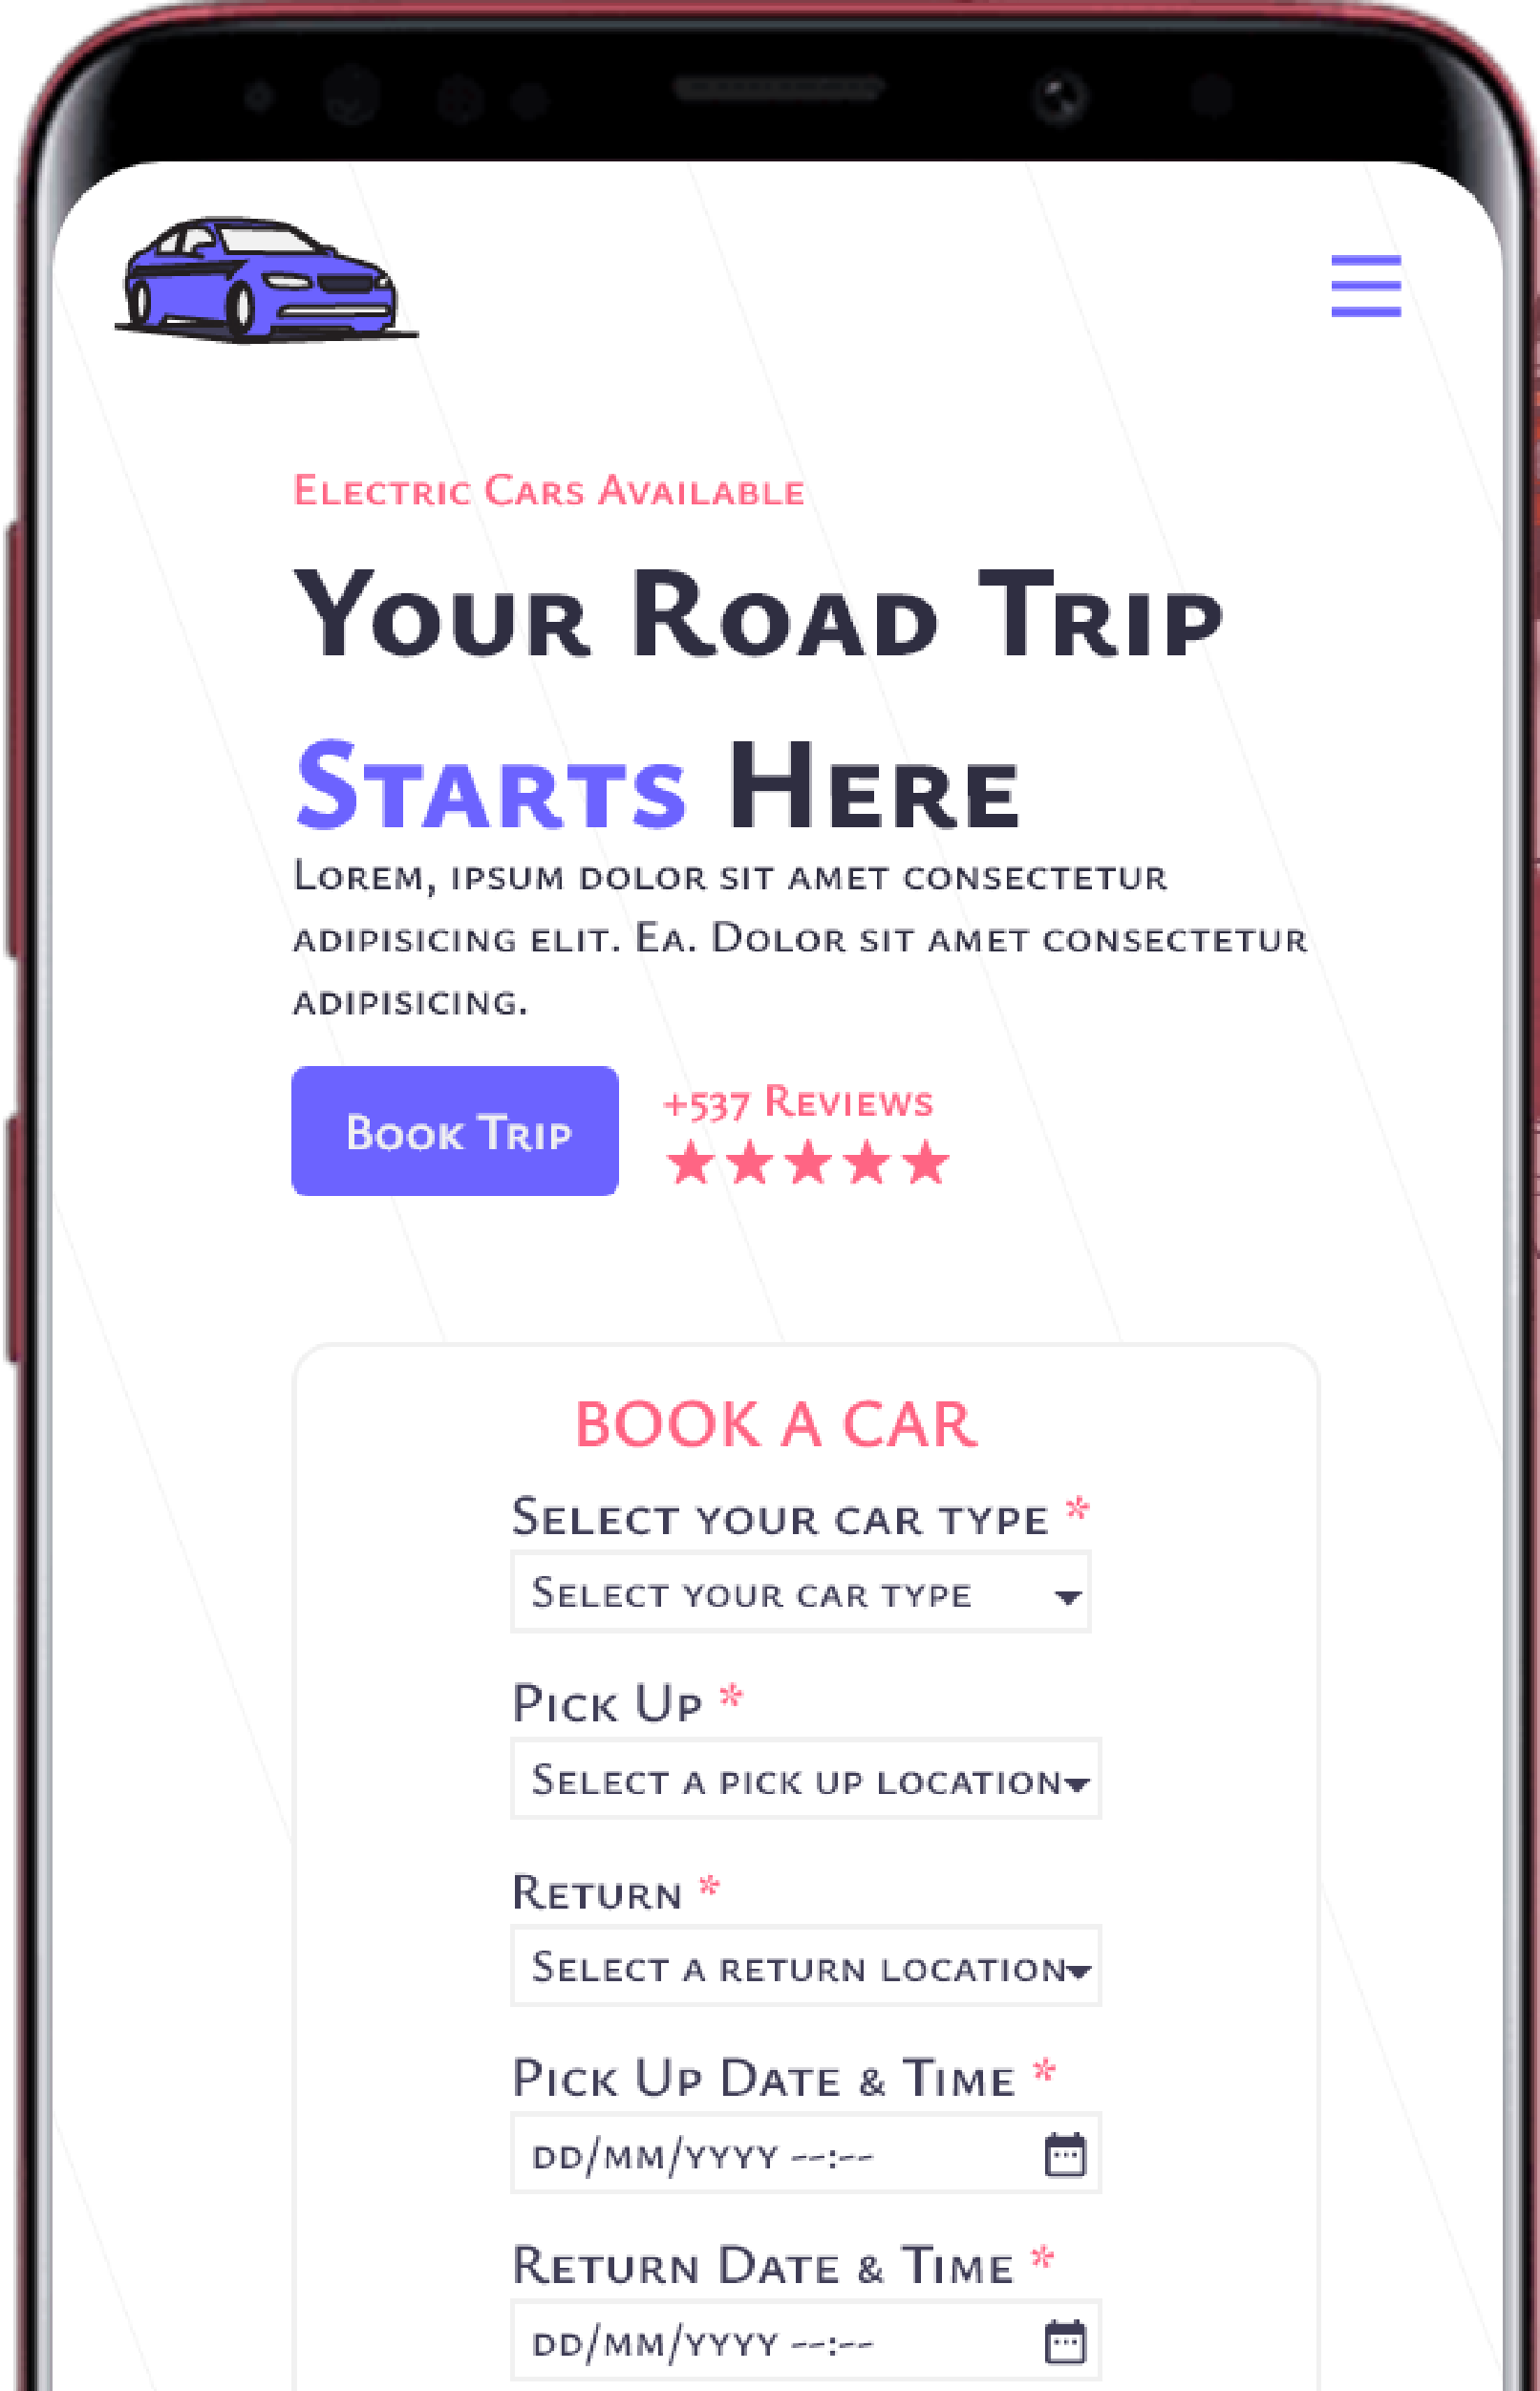 Electric Cars Available
Your Road Trip
Starts Here
Lorem, ipsum dolor sit amet consectetur
adipisicing elit. Ea. Dolor sit amet consectetur
adipisicing.
Book Trip
+537 Reviews
BOOK A CAR
Select your car type *
Select your car type
Pick Up *
Select a pick up location
Return *
Select a return location
Pick Up Date & Time *
dd/mm/yyyy --:--
Return Date & Time *
dd/mm/yyyy --:--